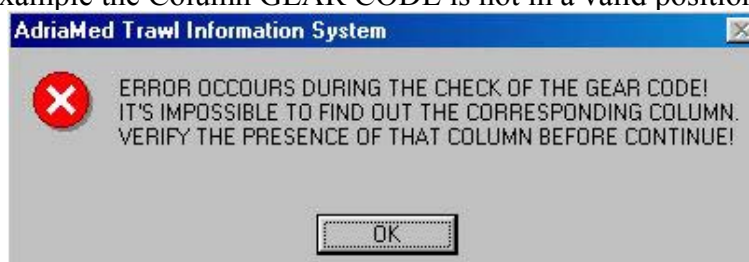 example the Column GEAR CODE is not in a valid position
AdriaMed Trawl Information System
ERROR OCCOURS DURING THE CHECK OF THE GEAR CODE!
IT'S IMPOSSIBLE TO FIND OUT THE CORRESPONDING COLUMN.
VERIFY THE PRESENCE OF THAT COLUMN BEFORE CONTINUE!
OK